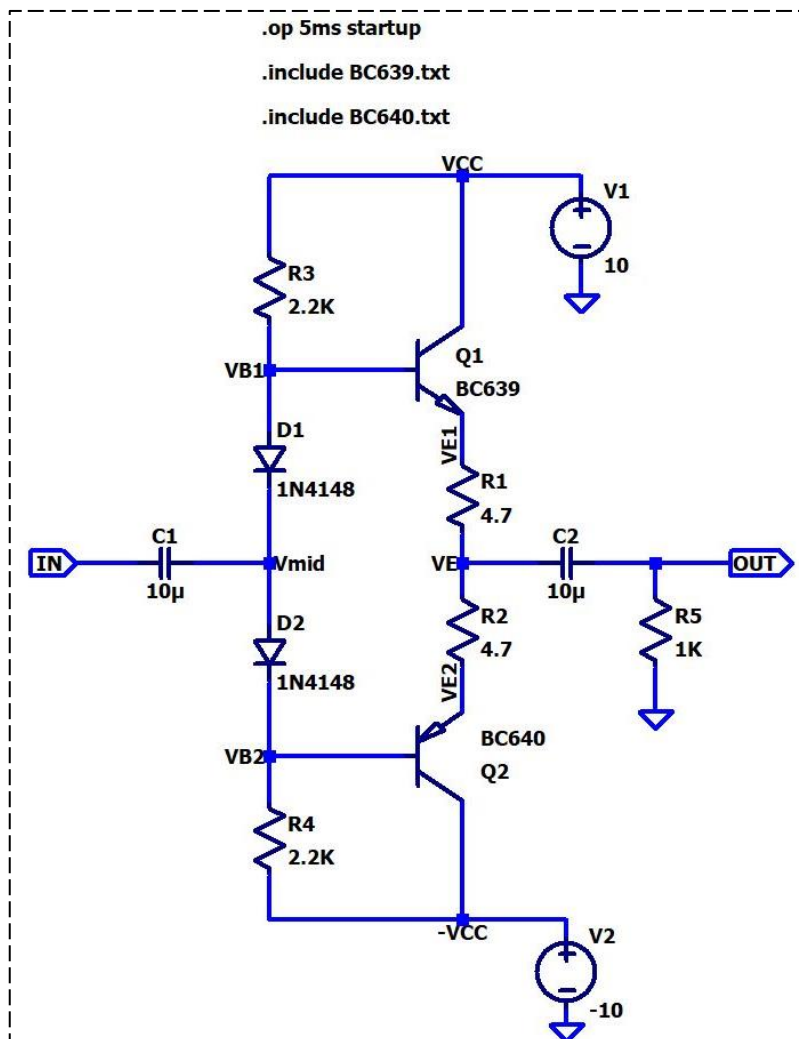 .op 5ms startup
.include BC639.txt
.include BC640.txt
VCC
V1
10
R3
2.2K
VB1
Q1
BC639
D1
1N4148
VE1
R1
4.7
IN
C1
10µ
Vmid
VE
C2
10µ
OUT
D2
1N4148
R2
4.7
R5
1K
VE2
VB2
BC640
Q2
R4
2.2K
-VCC
V2
-10